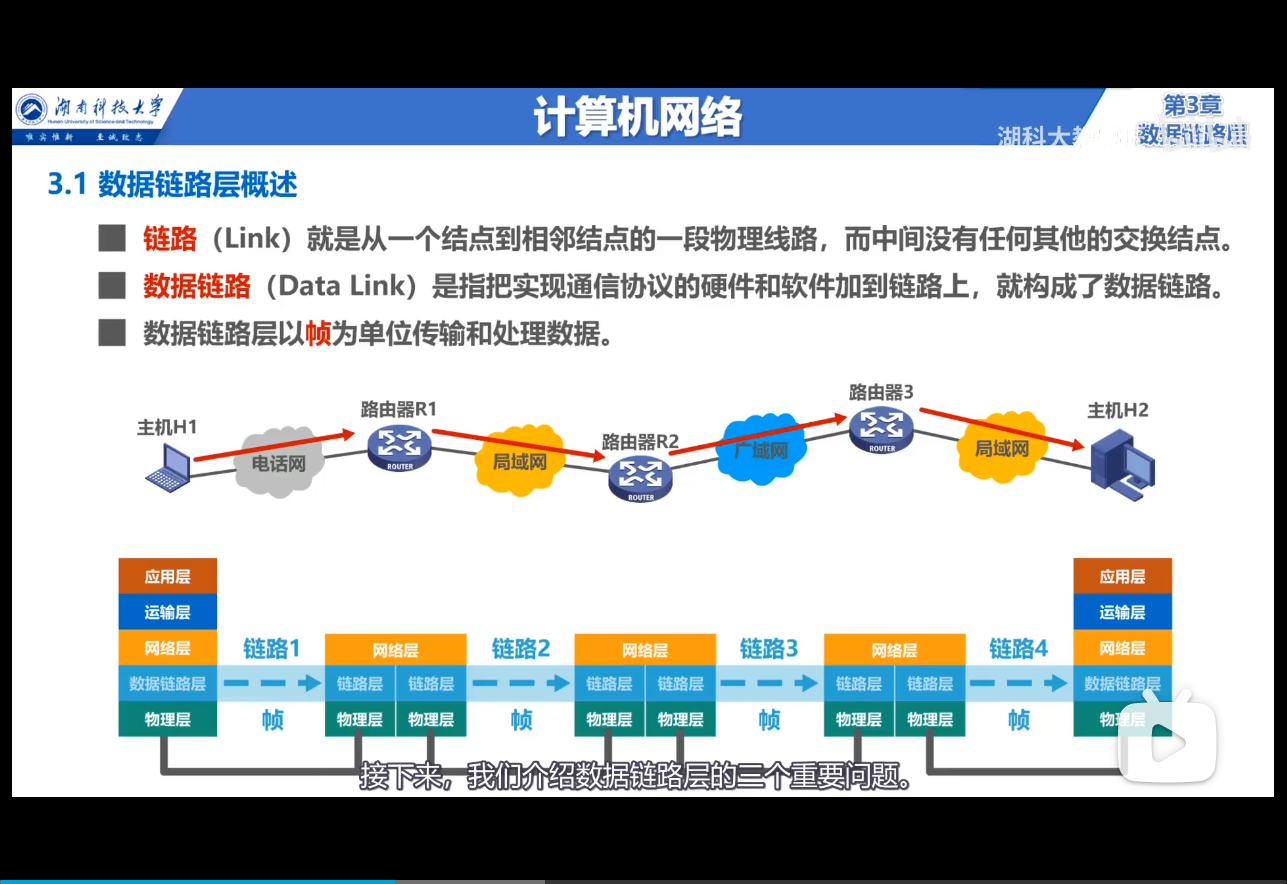 湖南科技大学
Hunan University of Science and Technology
唯实惟新 至诚致志
计算机网络
第3章
数据链路层
湖科大教
3.1 数据链路层概述
链路（Link）就是从一个结点到相邻结点的一段物理线路，而中间没有任何其他的交换结点。
数据链路（Data Link）是指把实现通信协议的硬件和软件加到链路上，就构成了数据链路。
数据链路层以帧为单位传输和处理数据。
主机H1
路由器R1
路由器R2
路由器3
主机H2
电话网
局域网
广域网
局域网
ROUTER
ROUTER
ROUTER
应用层
应用层
运输层
运输层
网络层 链路1 网络层 链路2 网络层 链路3 网络层 链路4 网络层
数据链路层 链路层 链路层 链路层 链路层 链路层 链路层 数据链路层
物理层 帧 物理层 物理层 帧 物理层 物理层 帧 物理层 物理层 帧 物理层
接下来，我们介绍数据链路层的三个重要问题。